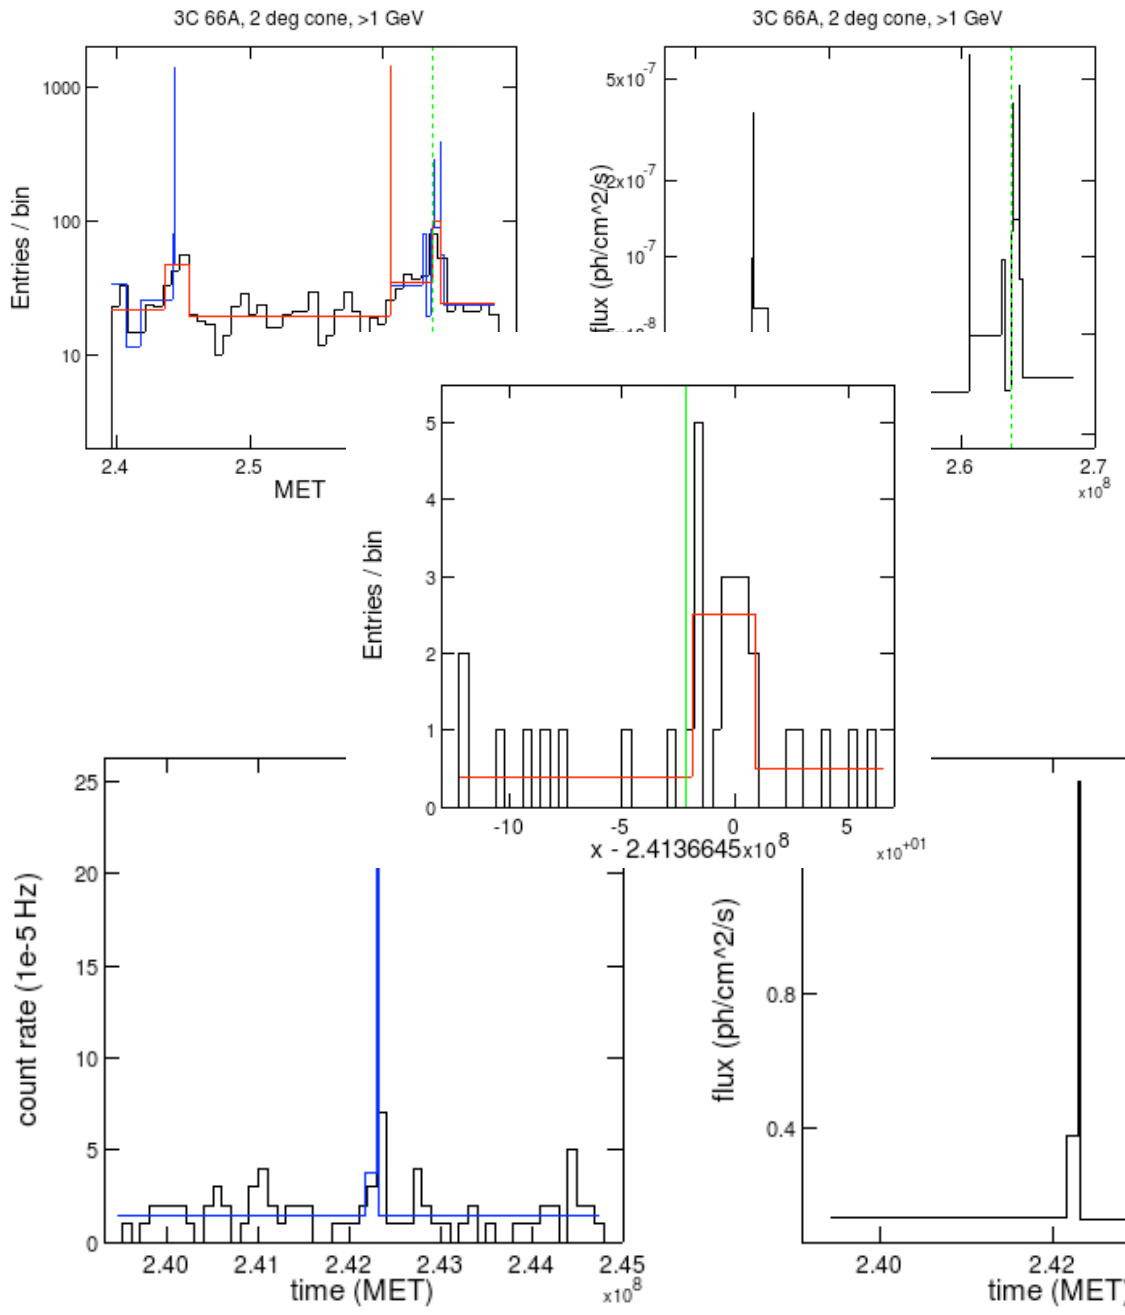 3C 66A, 2 deg cone, >1 GeV
1000
100
10
Entries / bin
2.4
2.5
MET
3C 66A, 2 deg cone, >1 GeV
5x10-7
2x10-7
10-7
flux (ph/cm^2/s)
2.6
2.7
x10 8
5
4
3
2
1
0
Entries / bin
-10
-5
0
5
x - 2.4136645x10 8
x10 +01
25
20
15
10
5
0
count rate (1e-5 Hz)
2.40
2.41
2.42
2.43
2.44
2.45
time (MET)
x10 8
0.8
0.4
flux (ph/cm^2/s)
2.40
2.42
time (MET)